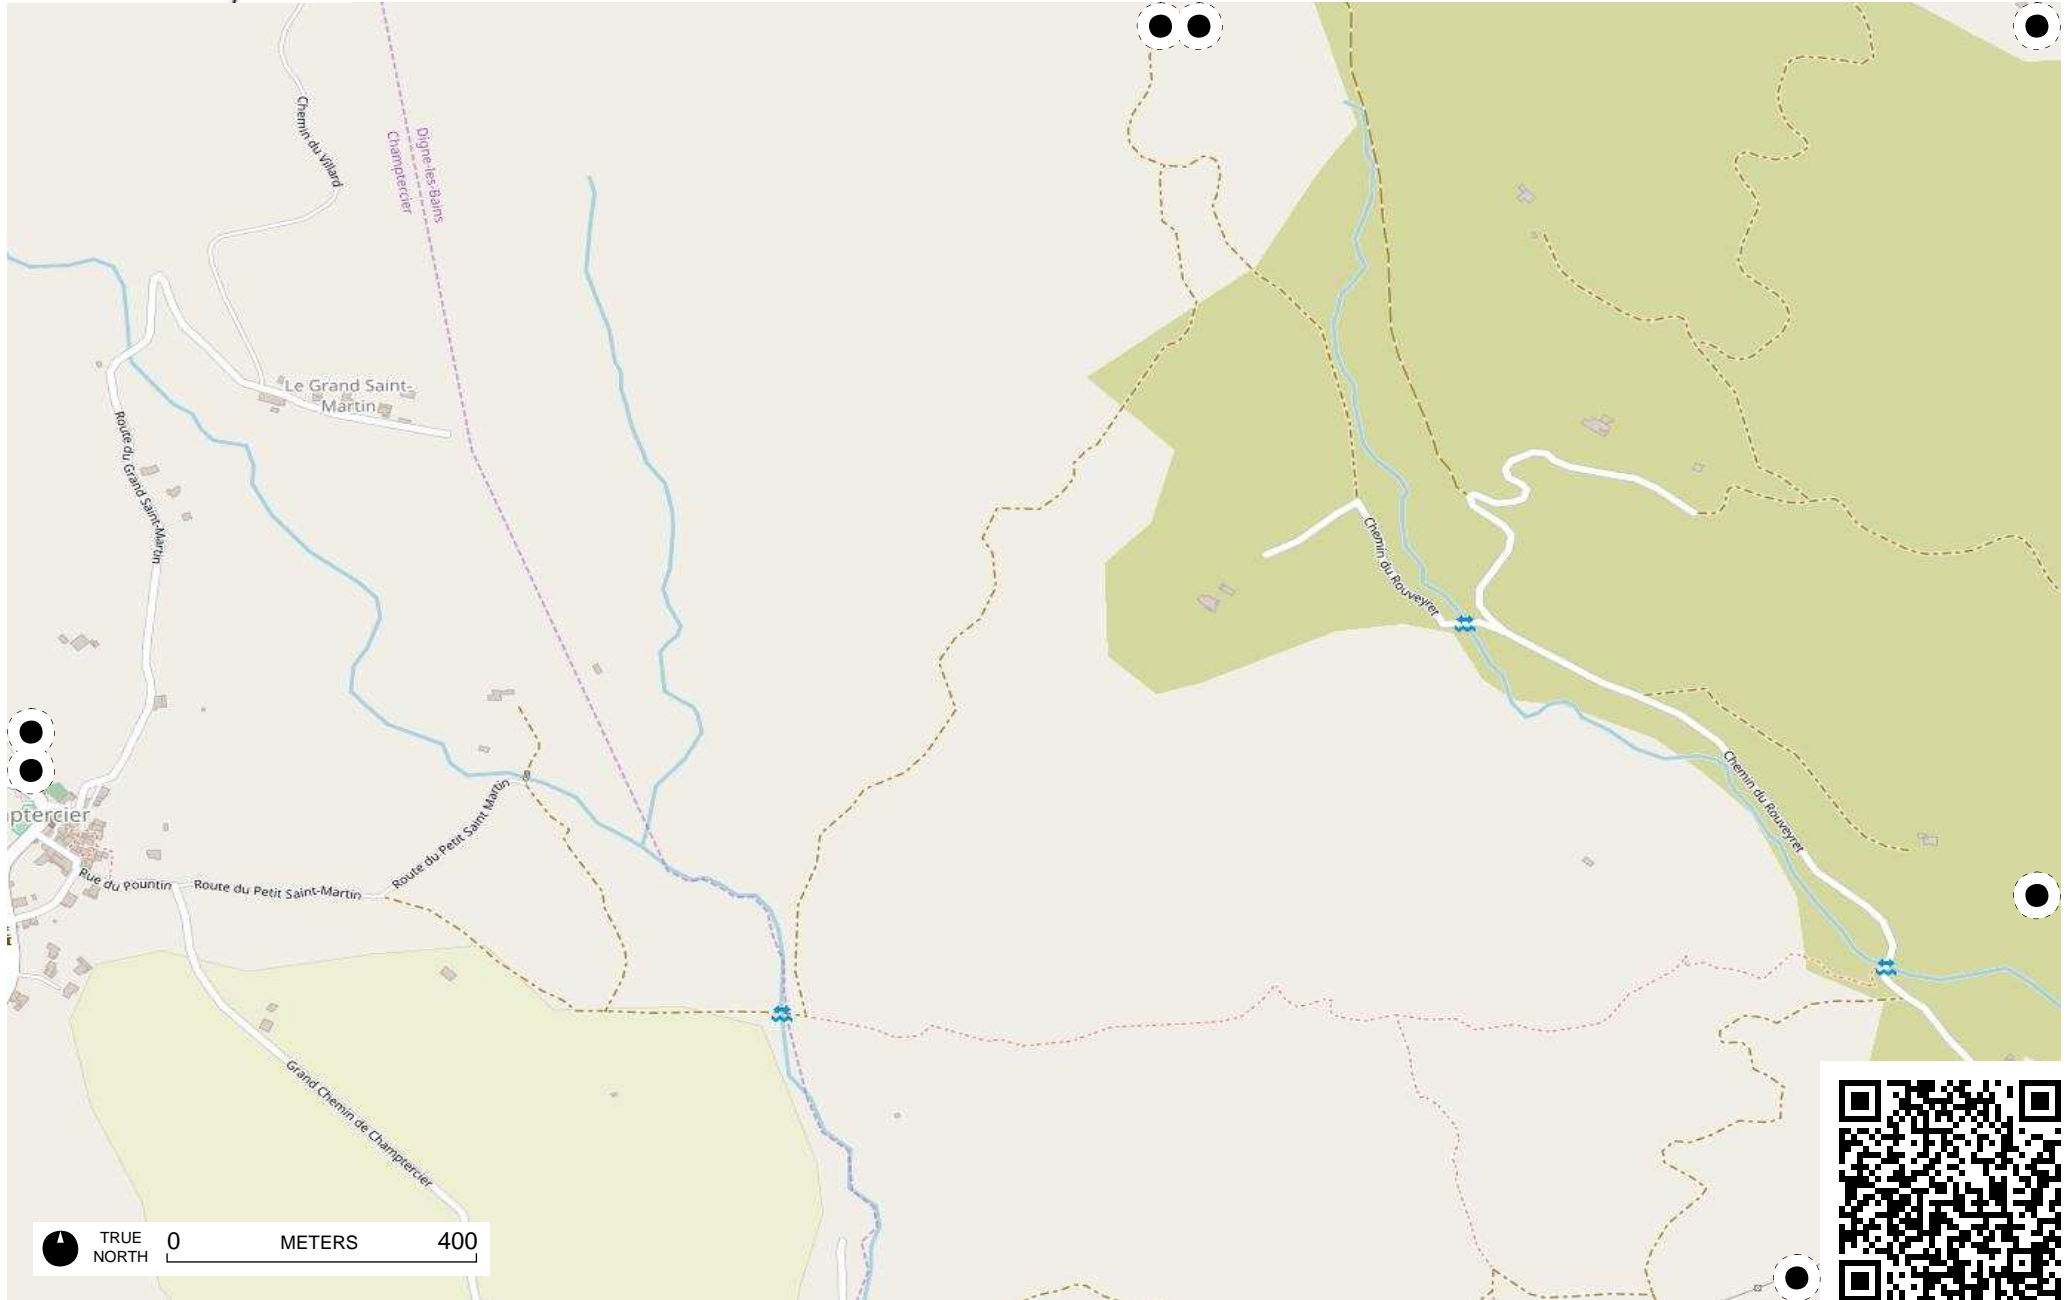 Chemin du Villard
Digne-les-Bains
Champtercier
Le Grand Saint-
Martin
Route du Grand Saint-Martin
Chemin du Rouveyret
Chemin du Rouveyret
Route du Petit Saint Martin
ptercier
Rue du Pountin
Route du Petit Saint-Martin
Grand Chemin de Champtercier
TRUE
NORTH
0 METERS 400